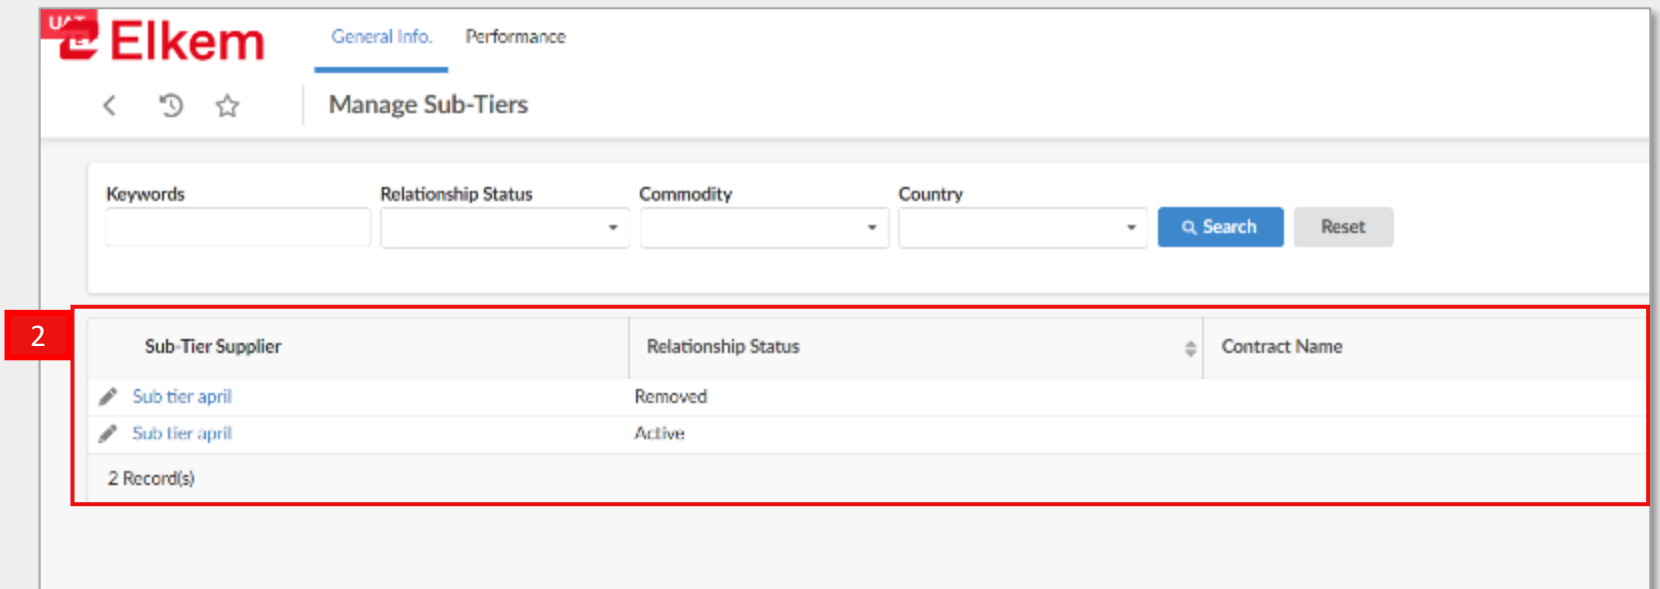 UAT
Elkem
General Info. Performance
Manage Sub-Tiers
Keywords Relationship Status Commodity Country
Search Reset
2
Sub-Tier Supplier Relationship Status Contract Name
Sub tier april Removed
Sub tier april Active
2 Record(s)